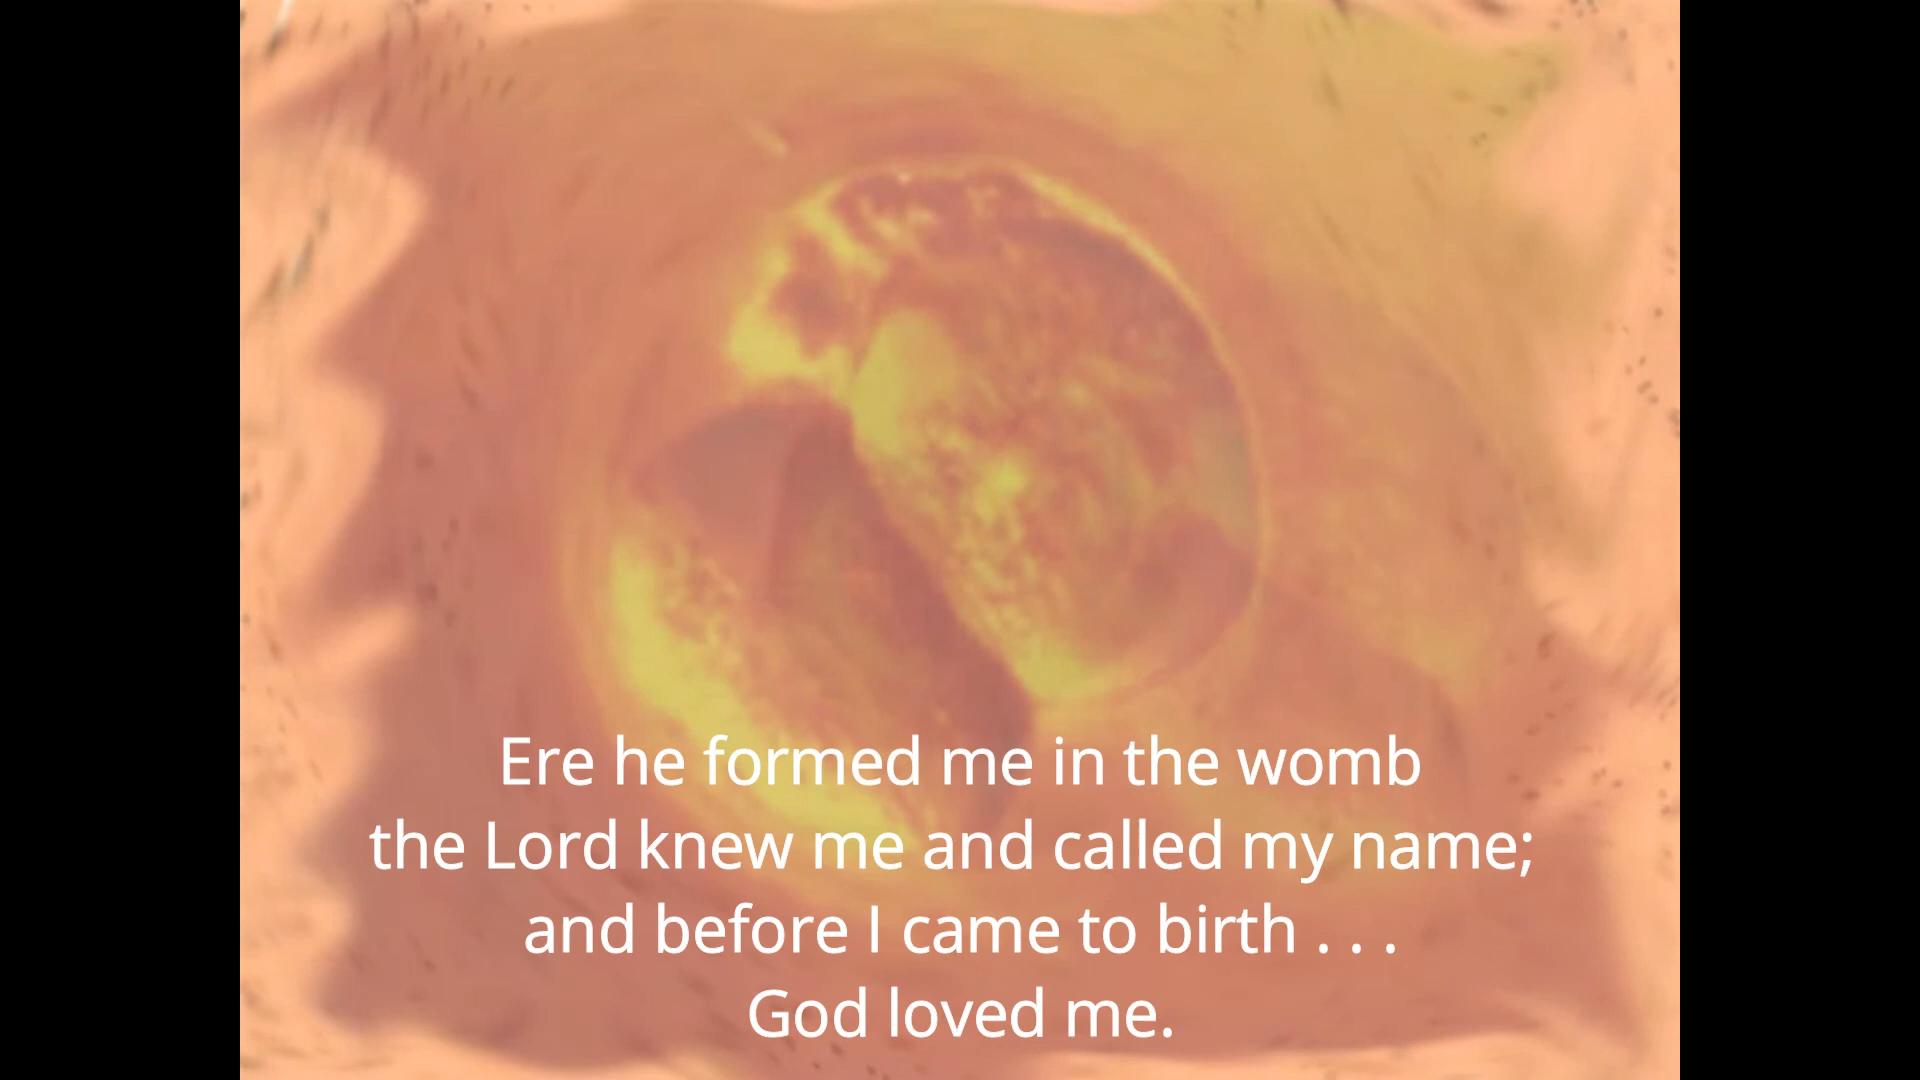 Ere he formed me in the womb
the Lord knew me and called my name;
and before I came to birth . . .
God loved me.